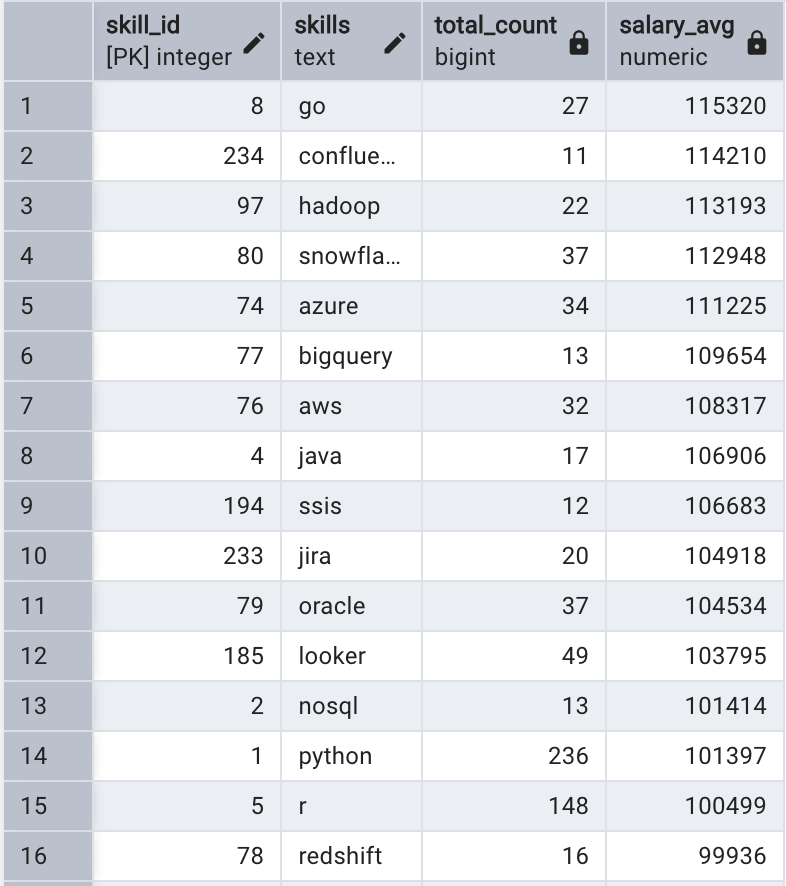 skill_id skills total_count salary_avg
[PK] integer text bigint numeric
1 8 go 27 115320
2 234 conflue... 11 114210
3 97 hadoop 22 113193
4 80 snowfla... 37 112948
5 74 azure 34 111225
6 77 bigquery 13 109654
7 76 aws 32 108317
8 4 java 17 106906
9 194 ssis 12 106683
10 233 jira 20 104918
11 79 oracle 37 104534
12 185 looker 49 103795
13 2 nosql 13 101414
14 1 python 236 101397
15 5 r 148 100499
16 78 redshift 16 99936